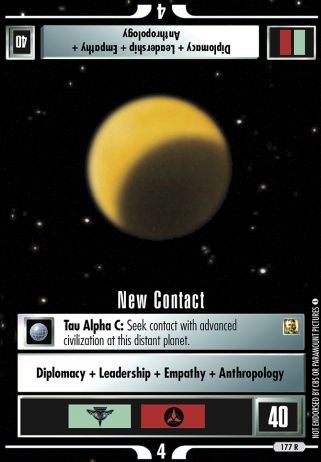 4
Diplomacy + Leadership + Empathy +
Anthropology
40
New Contact
Tau Alpha C: Seek contact with advanced
civilization at this distant planet.
Diplomacy + Leadership + Empathy + Anthropology
40
4
177 R
NOT ENDORSED BY CBS OR PARAMOUNT PICTURES